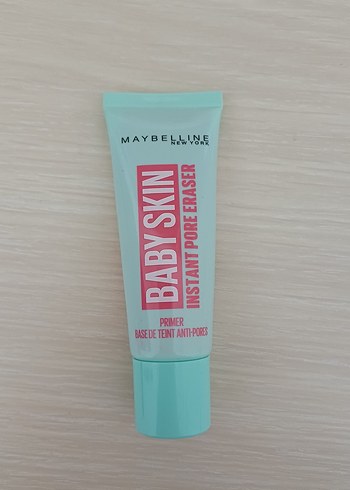 MAYBELLINE
NEW YORK
BABY SKIN
INSTANT PORE ERASER
PRIMER
BASE DE TEINT ANTI-PORES